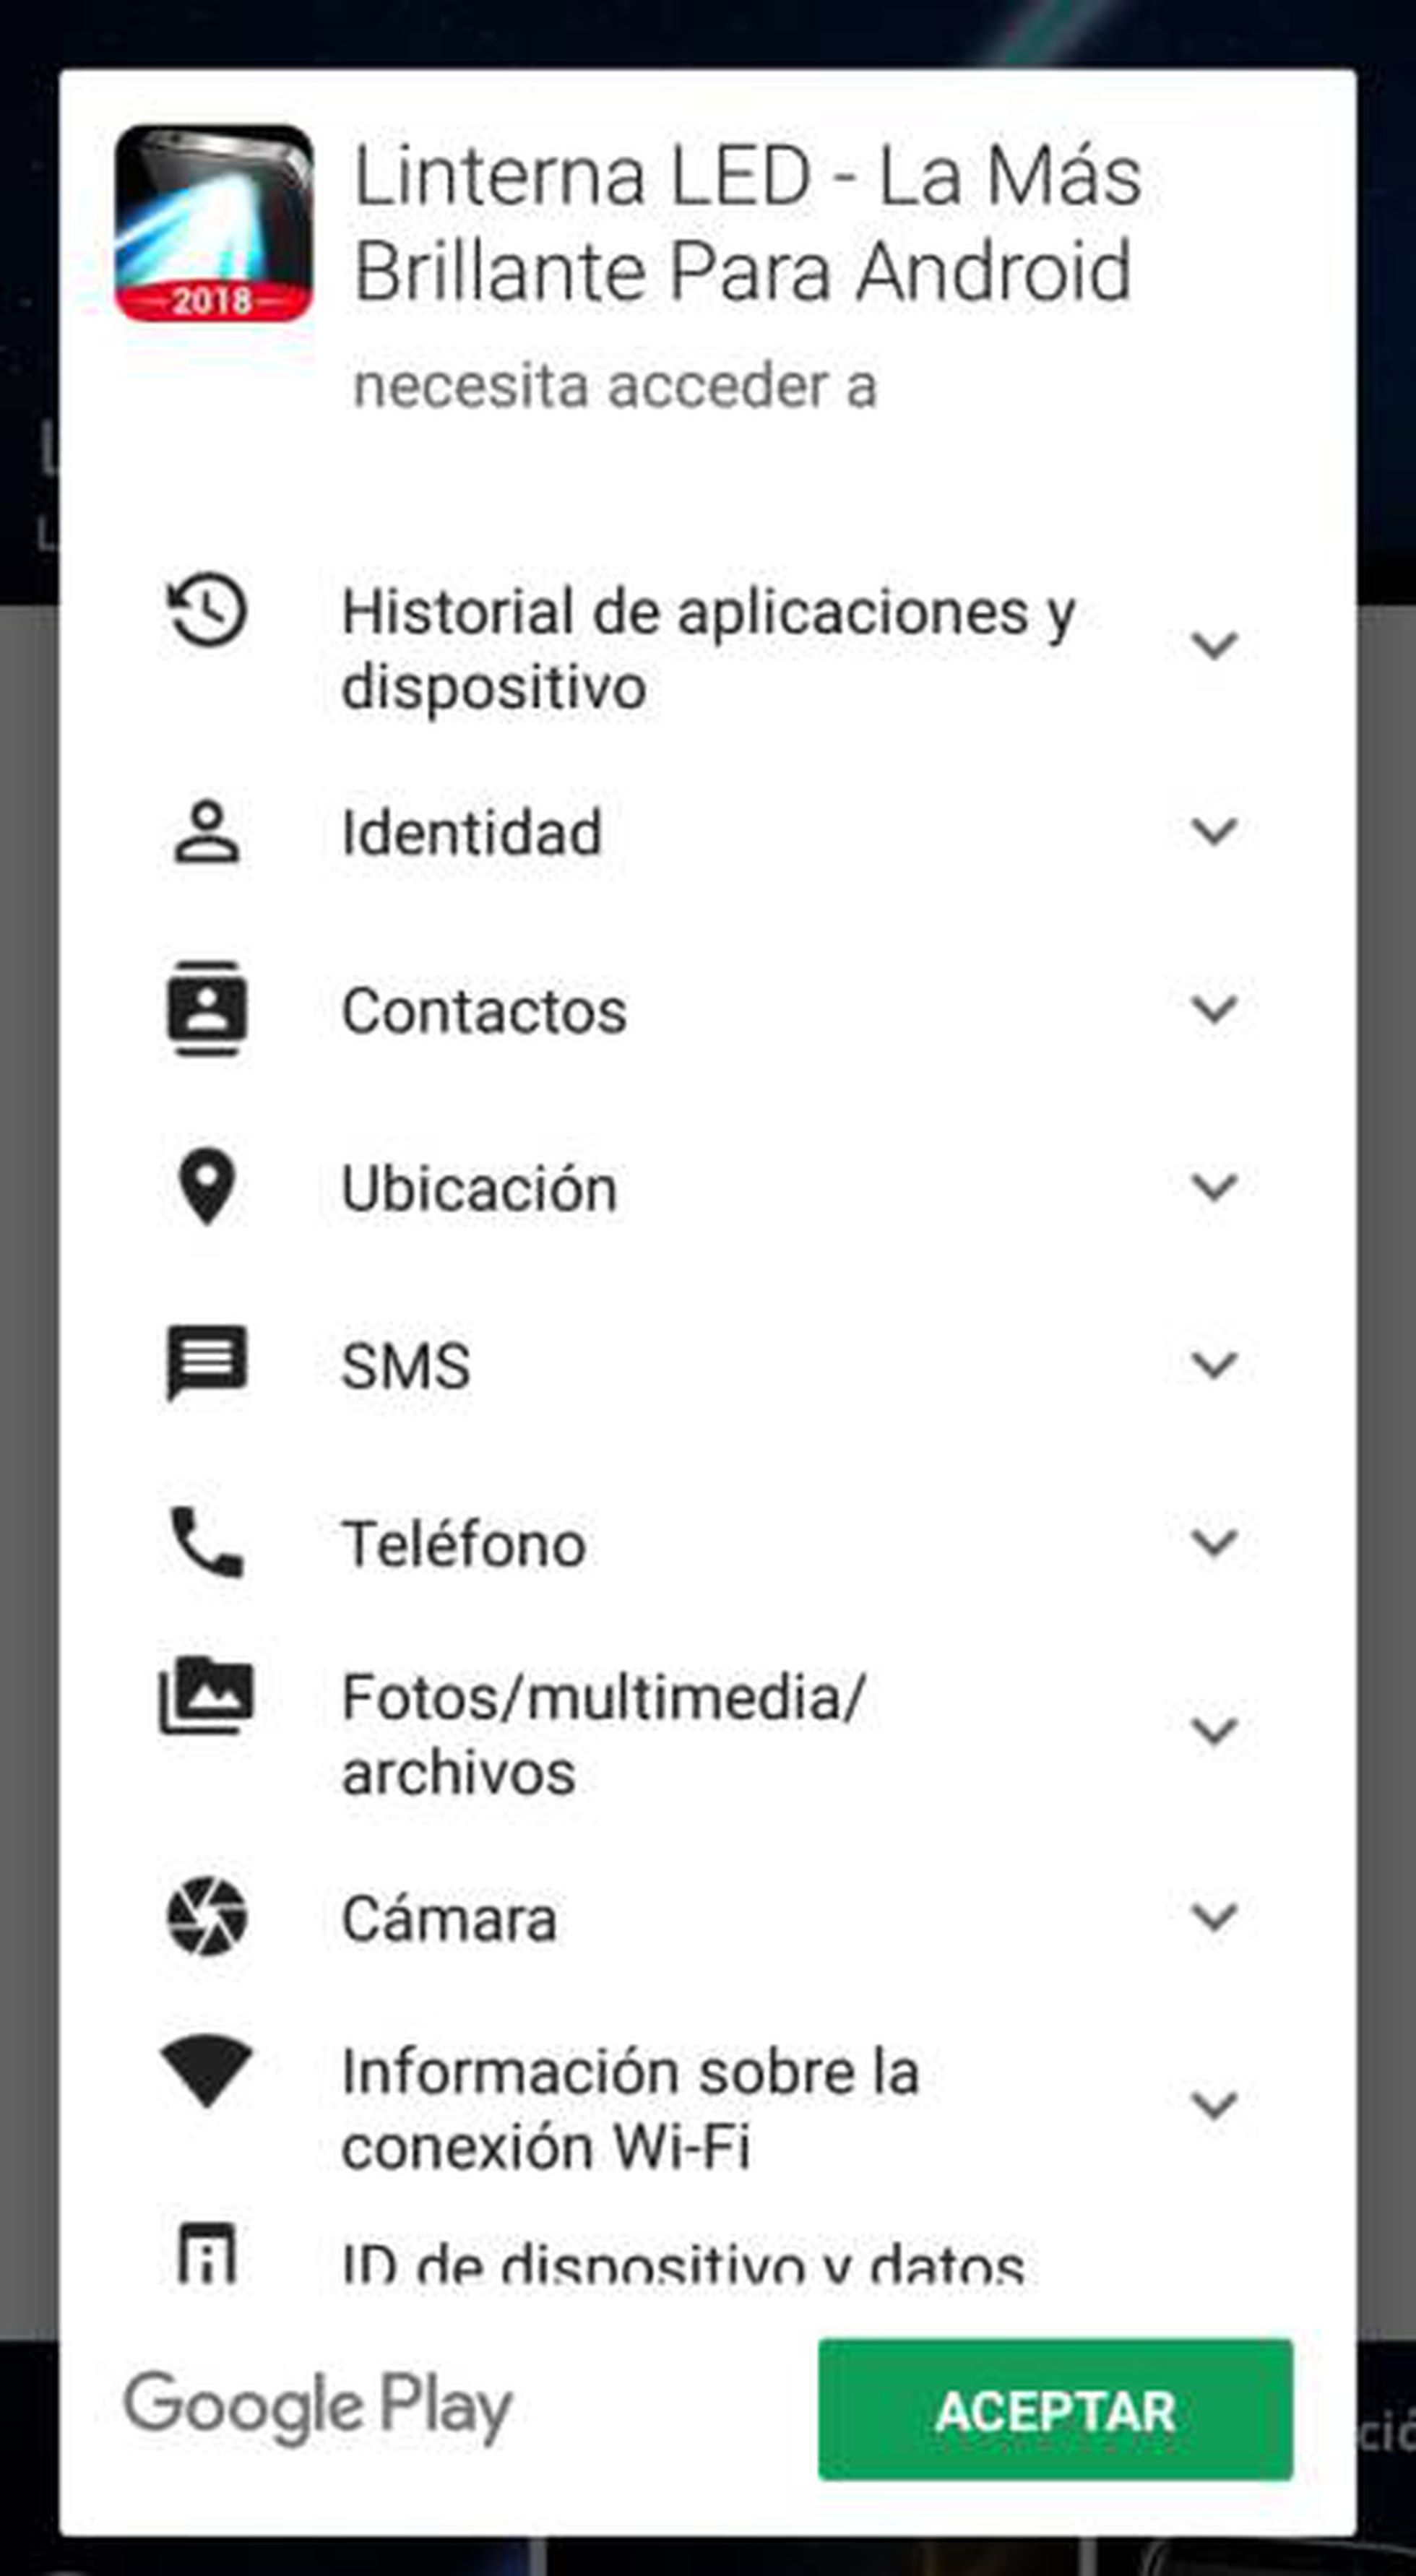 Linterna LED - La Más
Brillante Para Android
2018
necesita acceder a
Historial de aplicaciones y
dispositivo
Identidad
Contactos
Ubicación
SMS
Teléfono
Fotos/multimedia/
archivos
Cámara
Información sobre la
conexión Wi-Fi
ID de dispositivo y datos
Google Play
ACEPTAR